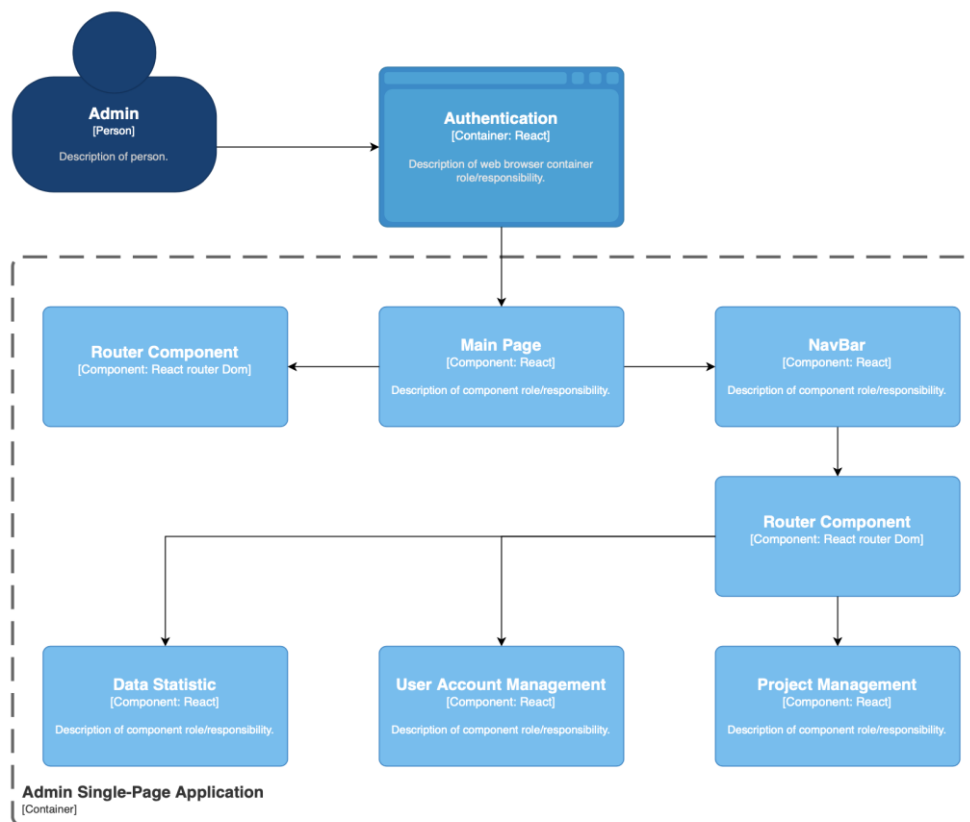 Admin
[Person]
Description of person.
Authentication
[Container: React]
Description of web browser container
role/responsibility.
Router Component
[Component: React router Dom]
Main Page
[Component: React]
Description of component role/responsibility.
NavBar
[Component: React]
Description of component role/responsibility.
Router Component
[Component: React router Dom]
Data Statistic
[Component: React]
Description of component role/responsibility.
User Account Management
[Component: React]
Description of component role/responsibility.
Project Management
[Component: React]
Description of component role/responsibility.
Admin Single-Page Application
[Container]